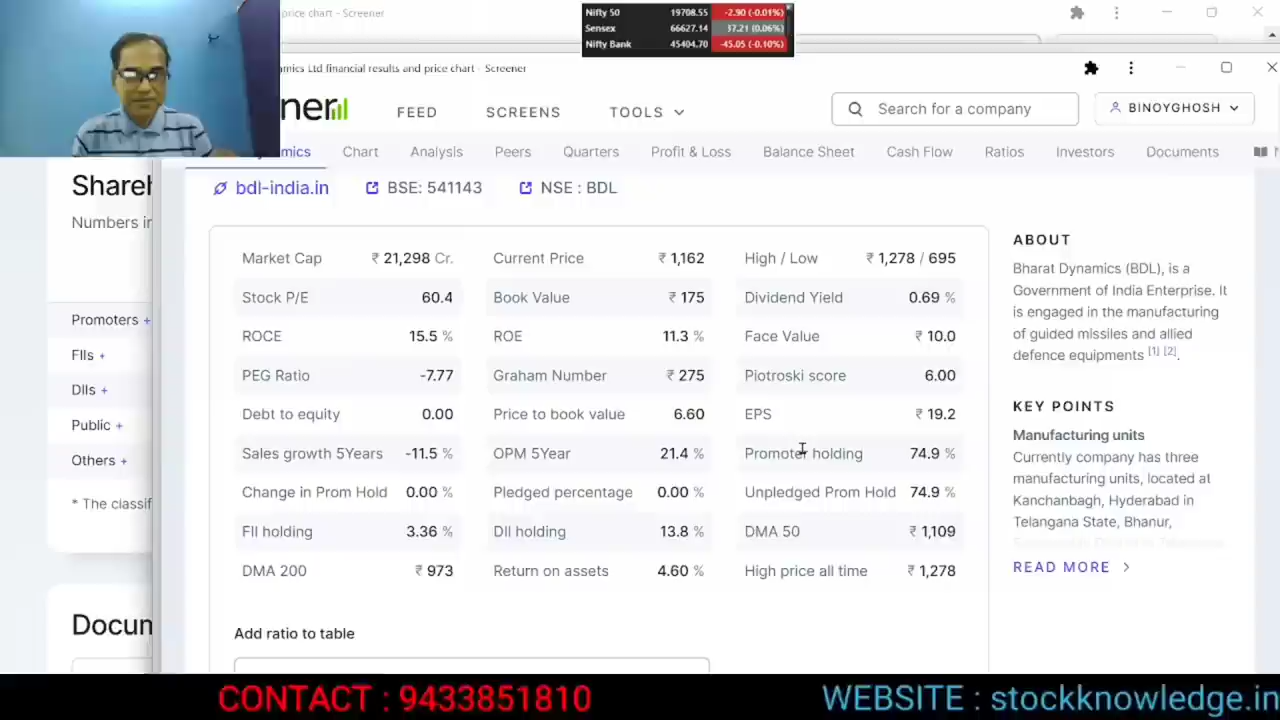 price chart - Screener
Nifty 50 19708.55 -2.90 (-0.01%)
Sensex 66627.14 37.21 (0.06%)
Nifty Bank 45404.70 -45.05 (-0.10%)
Ltd financial results and price chart - Screener
FEED SCREENS TOOLS
Search for a company
BINOYGHOSH
Chart Analysis Peers Quarters Profit & Loss Balance Sheet Cash Flow Ratios Investors Documents
bdl-india.in BSE: 541143 NSE : BDL
Numbers in
Market Cap ₹ 21,298 Cr. Current Price ₹ 1,162 High / Low ₹ 1,278 / 695
Stock P/E 60.4 Book Value ₹ 175 Dividend Yield 0.69 %
ROCE 15.5 % ROE 11.3 % Face Value ₹ 10.0
PEG Ratio -7.77 Graham Number ₹ 275 Piotroski score 6.00
Debt to equity 0.00 Price to book value 6.60 EPS ₹ 19.2
Sales growth 5Years -11.5 % OPM 5Year 21.4 % Promoter holding 74.9 %
Change in Prom Hold 0.00 % Pledged percentage 0.00 % Unpledged Prom Hold 74.9 %
FII holding 3.36 % DII holding 13.8 % DMA 50 ₹ 1,109
DMA 200 ₹ 973 Return on assets 4.60 % High price all time ₹ 1,278
Add ratio to table
Promoters +
FIIs +
DIIs +
Public +
Others +
* The classif
Docum
ABOUT
Bharat Dynamics (BDL), is a
Government of India Enterprise. It
is engaged in the manufacturing
of guided missiles and allied
defence equipments [1] [2].
KEY POINTS
Manufacturing units
Currently company has three
manufacturing units, located at
Kanchanbagh, Hyderabad in
Telangana State, Bhanur,
READ MORE
CONTACT : 9433851810
WEBSITE : stockknowledge.in